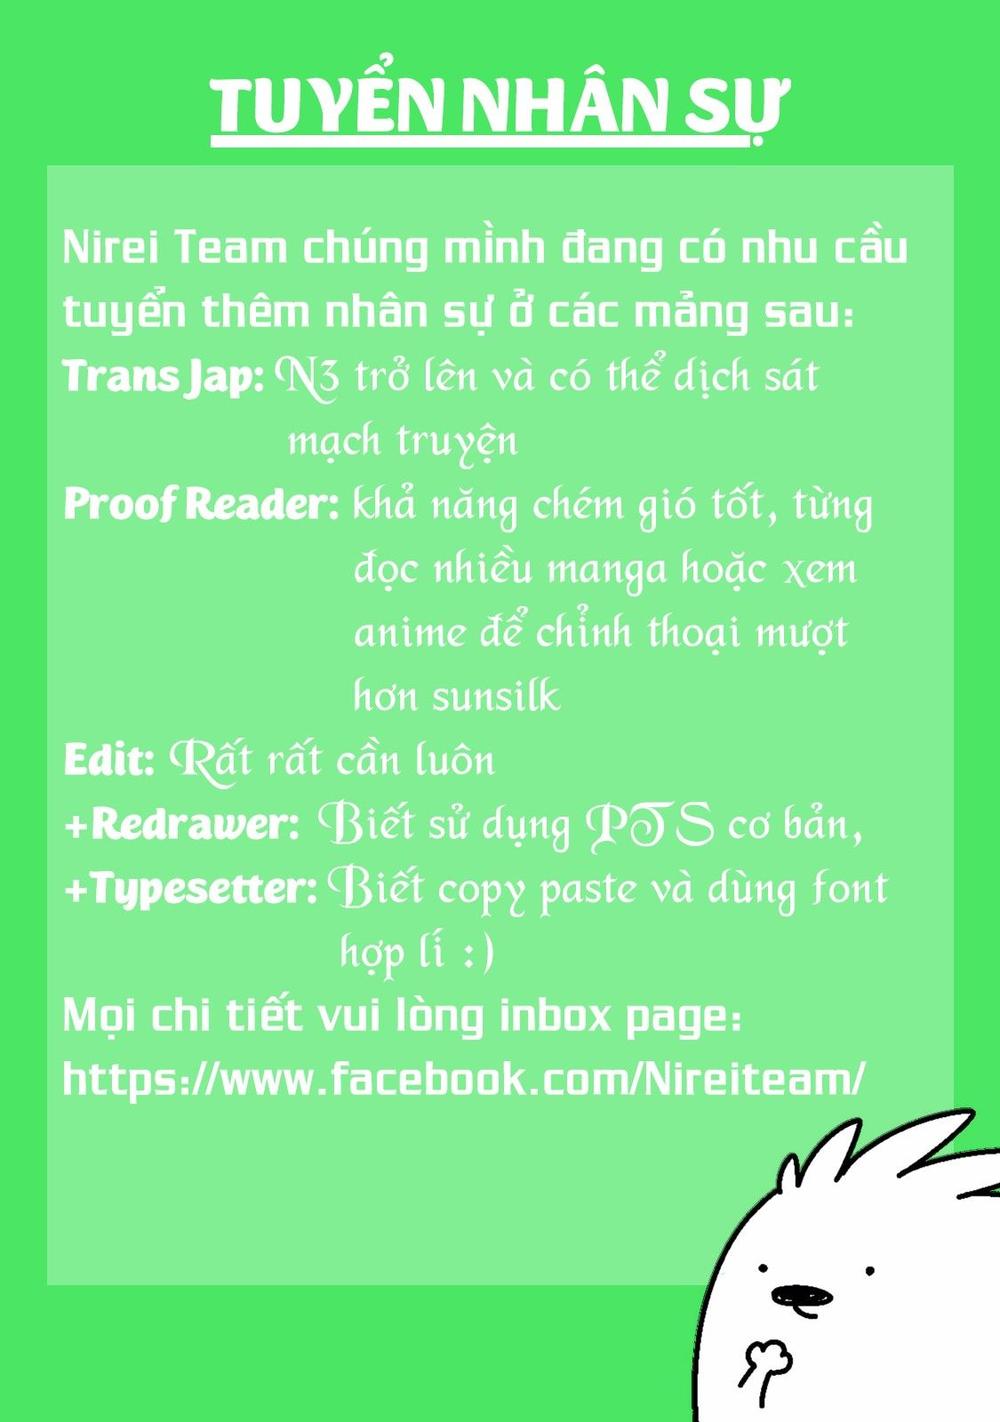 TUYỂN NHÂN SỰ
Nirei Team chúng mình đang có nhu cầu
tuyển thêm nhân sự ở các mảng sau:
Trans Jap: N3 trở lên và có thể dịch sát
mạch truyện
Proof Reader: khả năng chém gió tốt, từng
đọc nhiều manga hoặc xem
anime để chỉnh thoại mượt
hơn sunsilk
Edit: Rất rất cần luôn
+Redrawer: Biết sử dụng PTS cơ bản,
+Typesetter: Biết copy paste và dùng font
hợp lí :)
Mọi chi tiết vui lòng inbox page:
https://www.facebook.com/Nireiteam/